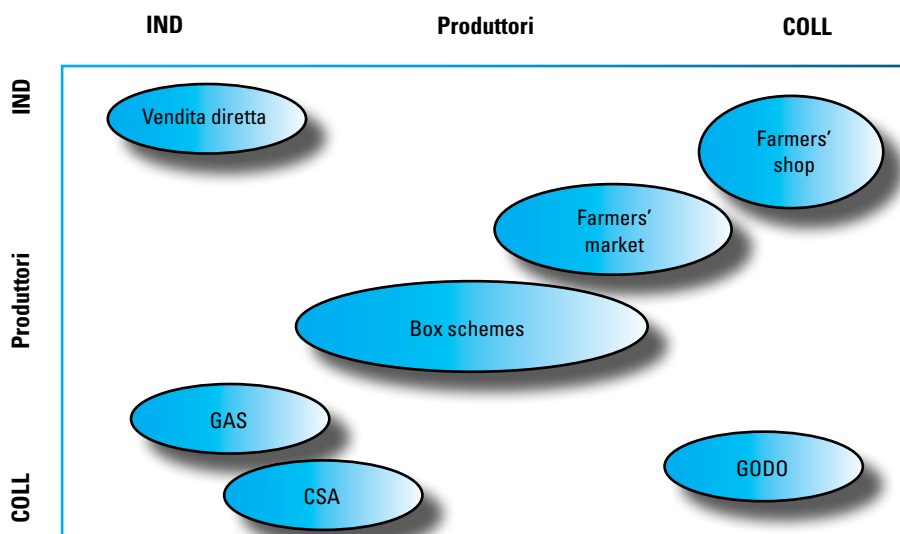 IND Produttori COLL
IND
Vendita diretta
Farmers'
shop
Farmers'
market
Produttori
Box schemes
GAS
GODO
COLL
CSA